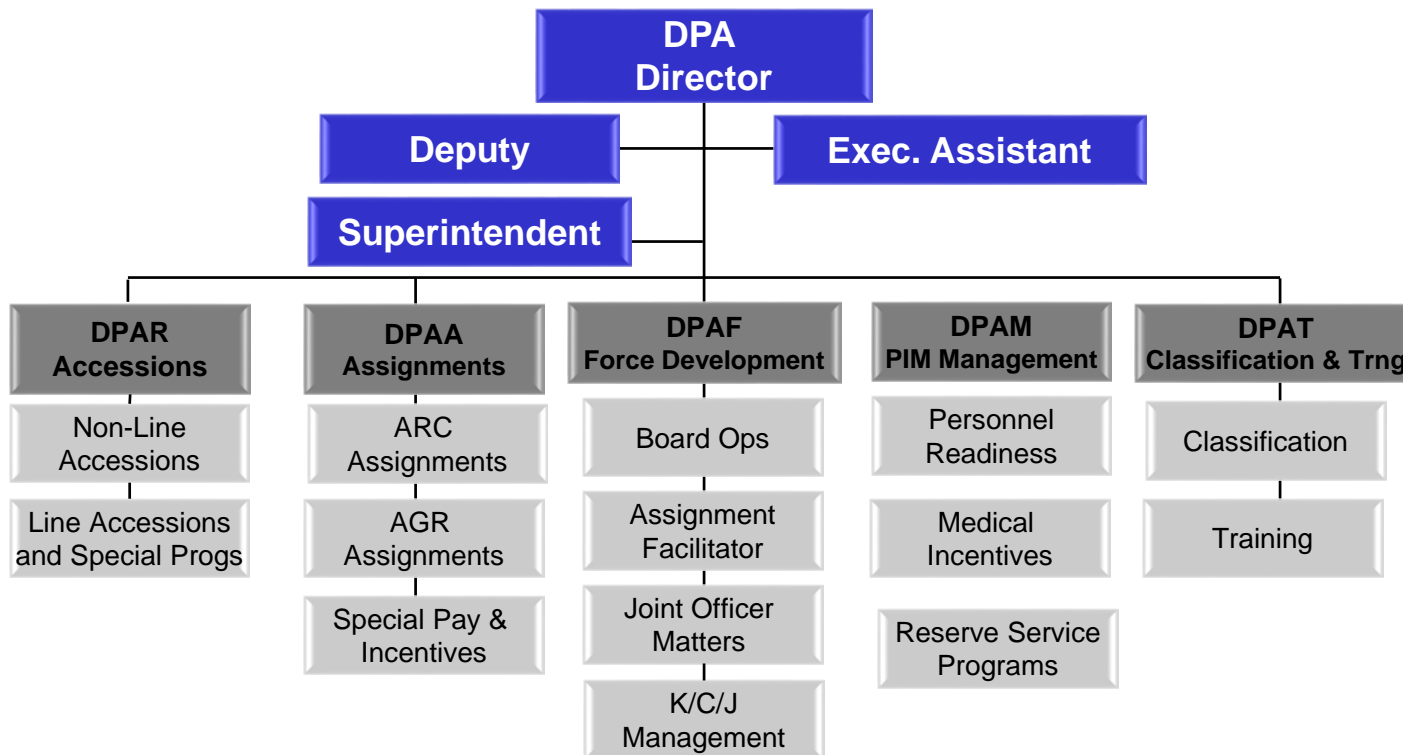 DPA
Director
Deputy
Exec. Assistant
Superintendent
DPAR
Accessions
DPAA
Assignments
DPAF
Force Development
DPAM
PIM Management
DPAT
Classification & Trng
Non-Line
Accessions
Line Accessions
and Special Progs
ARC
Assignments
AGR
Assignments
Special Pay &
Incentives
Board Ops
Assignment
Facilitator
Joint Officer
Matters
K/C/J
Management
Personnel
Readiness
Medical
Incentives
Reserve Service
Programs
Classification
Training